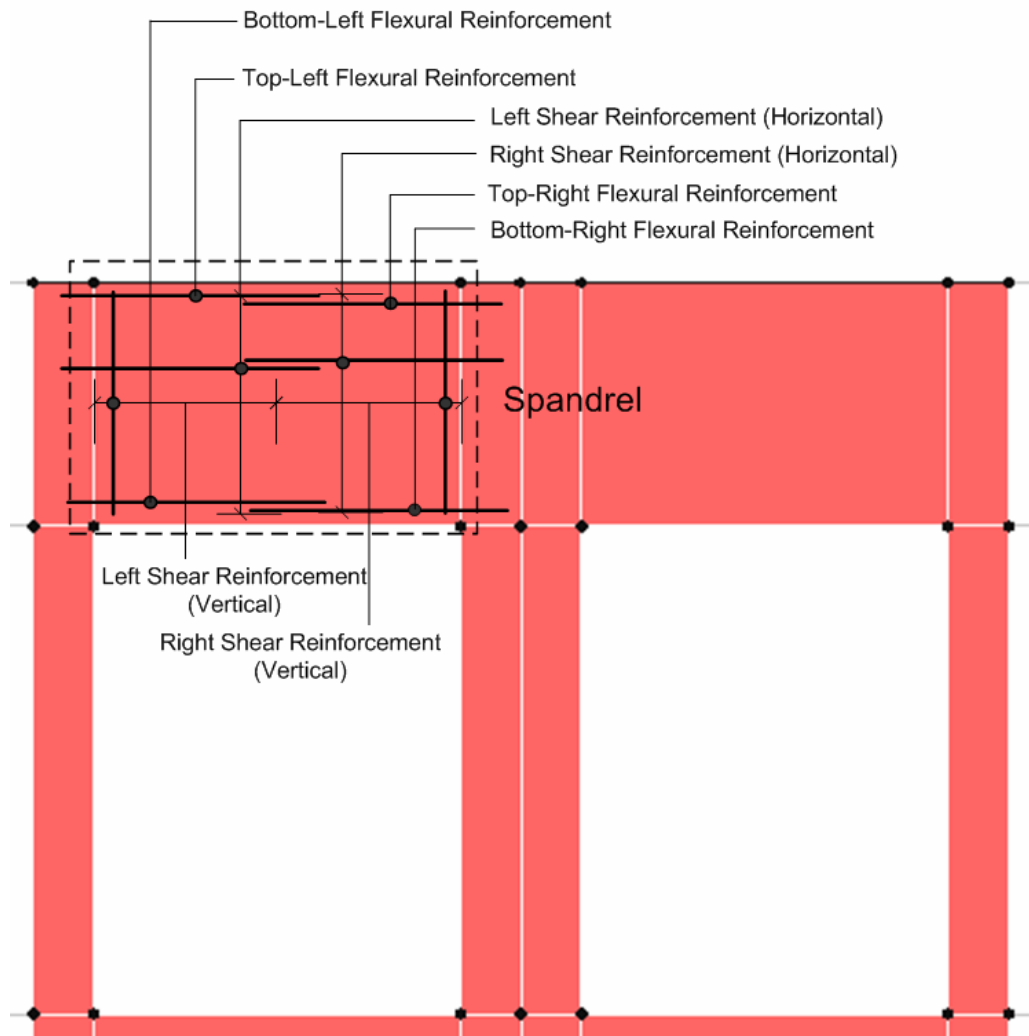 Bottom-Left Flexural Reinforcement
Top-Left Flexural Reinforcement
Left Shear Reinforcement (Horizontal)
Right Shear Reinforcement (Horizontal)
Top-Right Flexural Reinforcement
Bottom-Right Flexural Reinforcement
Spandrel
Left Shear Reinforcement
(Vertical)
Right Shear Reinforcement
(Vertical)